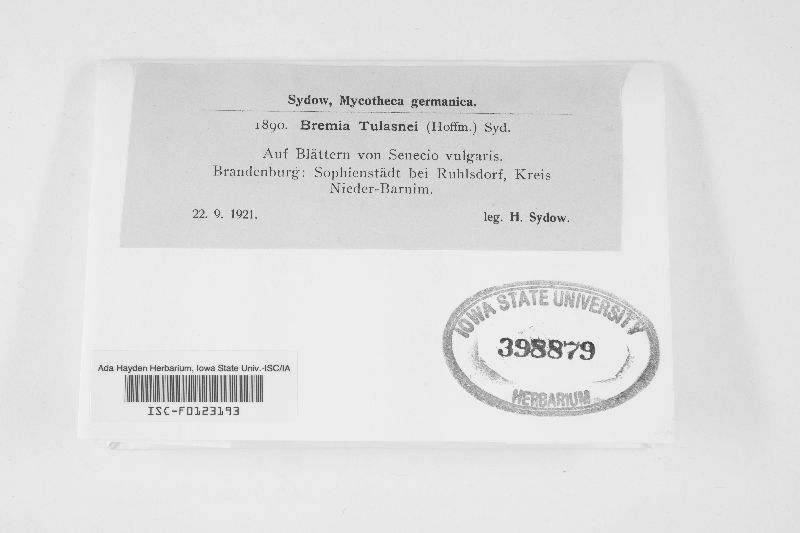 Sydow, Mycotheca germanica.
1890. Bremia Tulasnei (Hoffm.) Syd.
Auf Blättern von Senecio vulgaris.
Brandenburg: Sophienstädt bei Ruhlsdorf, Kreis
Nieder-Barnim.
22. 9. 1921. leg. H. Sydow.
IOWA STATE UNIVERSITY
398879
HERBARIUM
Ada Hayden Herbarium, Iowa State Univ.-ISC/IA
ISC-F0123193